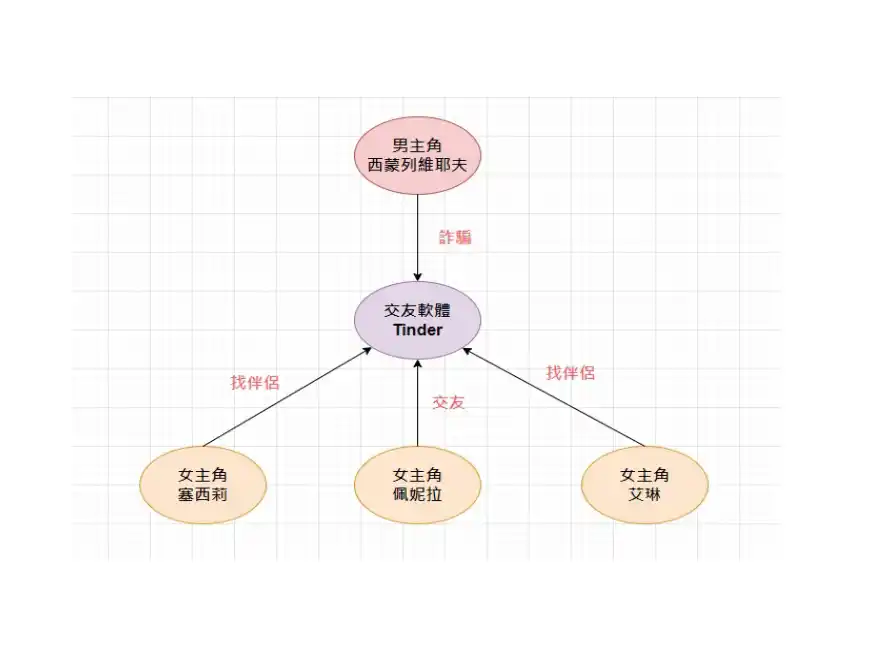 男主角
西蒙列維耶夫
詐騙
交友軟體
Tinder
找伴侶
找伴侶
交友
女主角
塞西莉
女主角
佩妮拉
女主角
艾琳